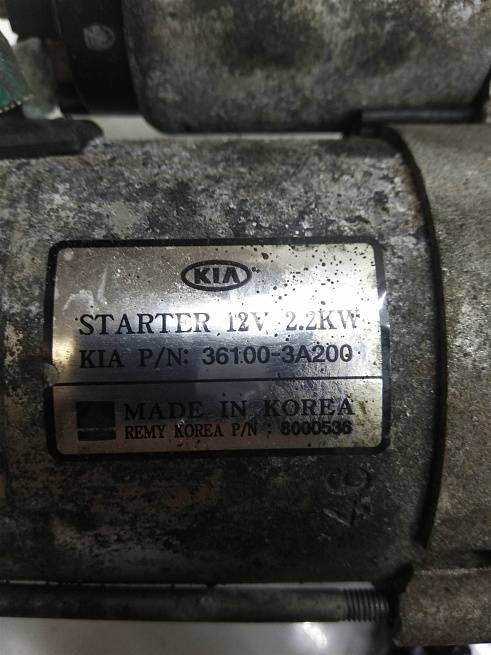 KIA
STARTER 12V 2.2KW
KIA P/N: 36100-3A200
MADE IN KOREA
REMY KOREA P/N : 8000536